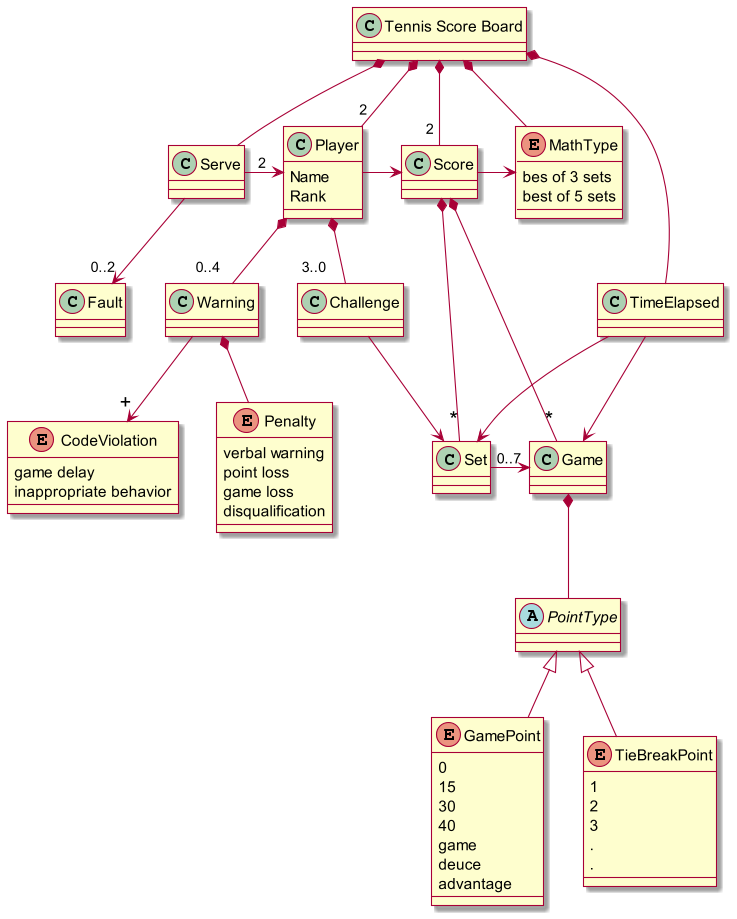 C Tennis Score Board
2
2
C Serve
2
C Player
Name
Rank
C Score
E MathType
bes of 3 sets
best of 5 sets
0..2
0..4
3..0
C Fault
C Warning
C Challenge
C TimeElapsed
+
*
*
E CodeViolation
game delay
inappropriate behavior
E Penalty
verbal warning
point loss
game loss
disqualification
C Set
0..7
C Game
A PointType
E GamePoint
0
15
30
40
game
deuce
advantage
E TieBreakPoint
1
2
3
.
.